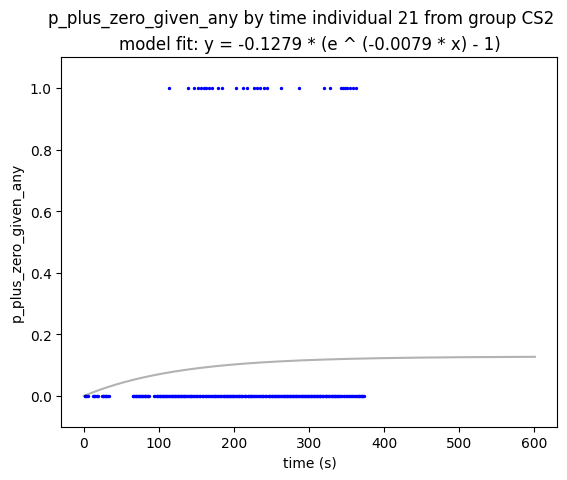 p_plus_zero_given_any by time individual 21 from group CS2
model fit: y = -0.1279 * (e ^ (-0.0079 * x) - 1)
1.0
0.8
0.6
0.4
0.2
0.0
p_plus_zero_given_any
0 100 200 300 400 500 600
time (s)